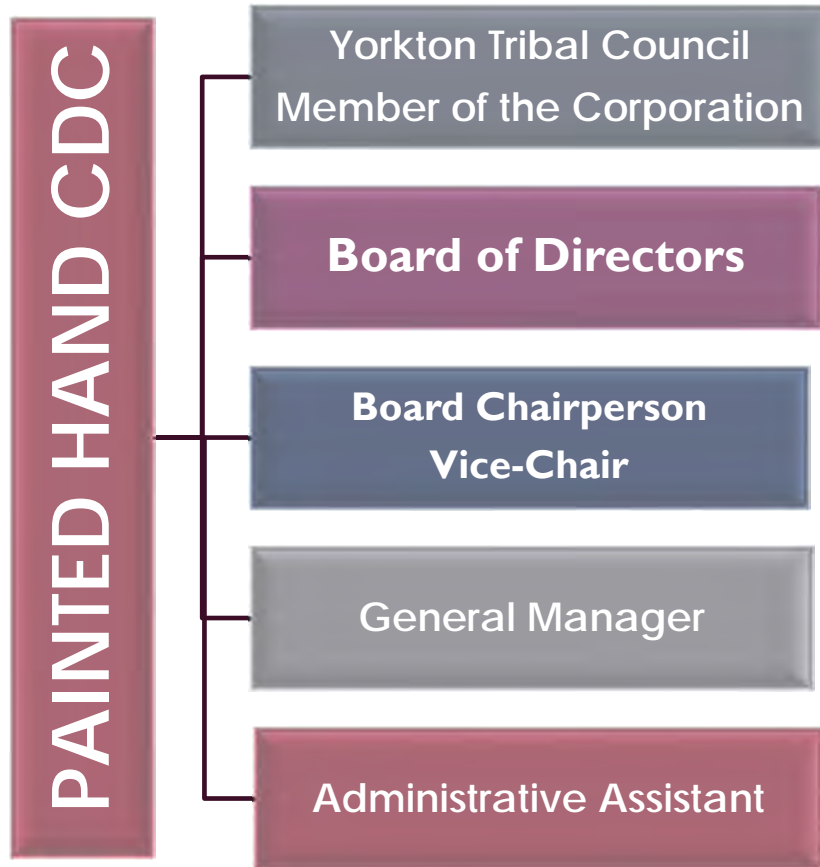 PAINTED HAND CDC
Yorkton Tribal Council
Member of the Corporation
Board of Directors
Board Chairperson
Vice-Chair
General Manager
Administrative Assistant